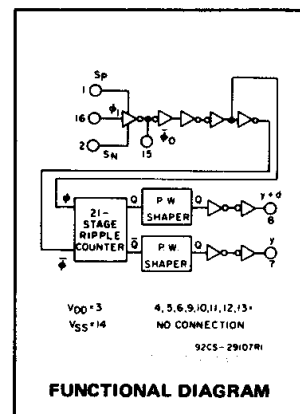 Sp
1
16
φI
2
SN
15
φ̄O
φ
φ̄
21-
STAGE
RIPPLE
COUNTER
Q
P.W.
SHAPER
Q
y+d
8
Q̄
P.W.
SHAPER
Q
y
7
VDD = 3
4,5,6,9,10,11,12,13=
VSS = 14
NO CONNECTION
92CS-29107R1
FUNCTIONAL DIAGRAM